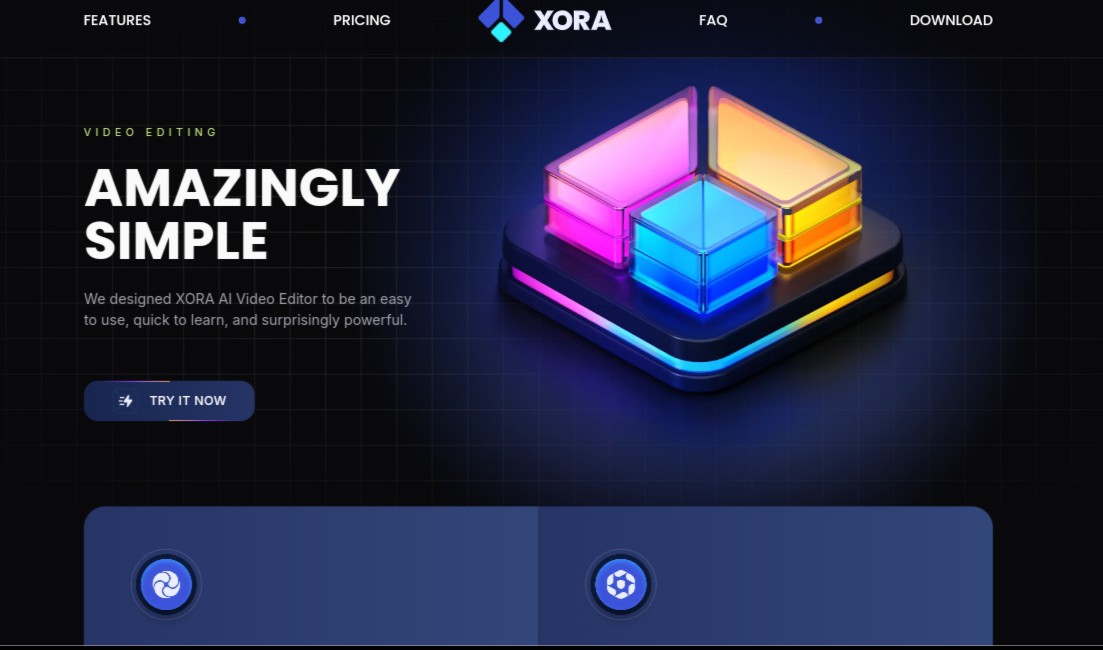 FEATURES
PRICING
XORA
FAQ
DOWNLOAD
VIDEO EDITING
AMAZINGLY
SIMPLE
We designed XORA AI Video Editor to be an easy
to use, quick to learn, and surprisingly powerful.
TRY IT NOW